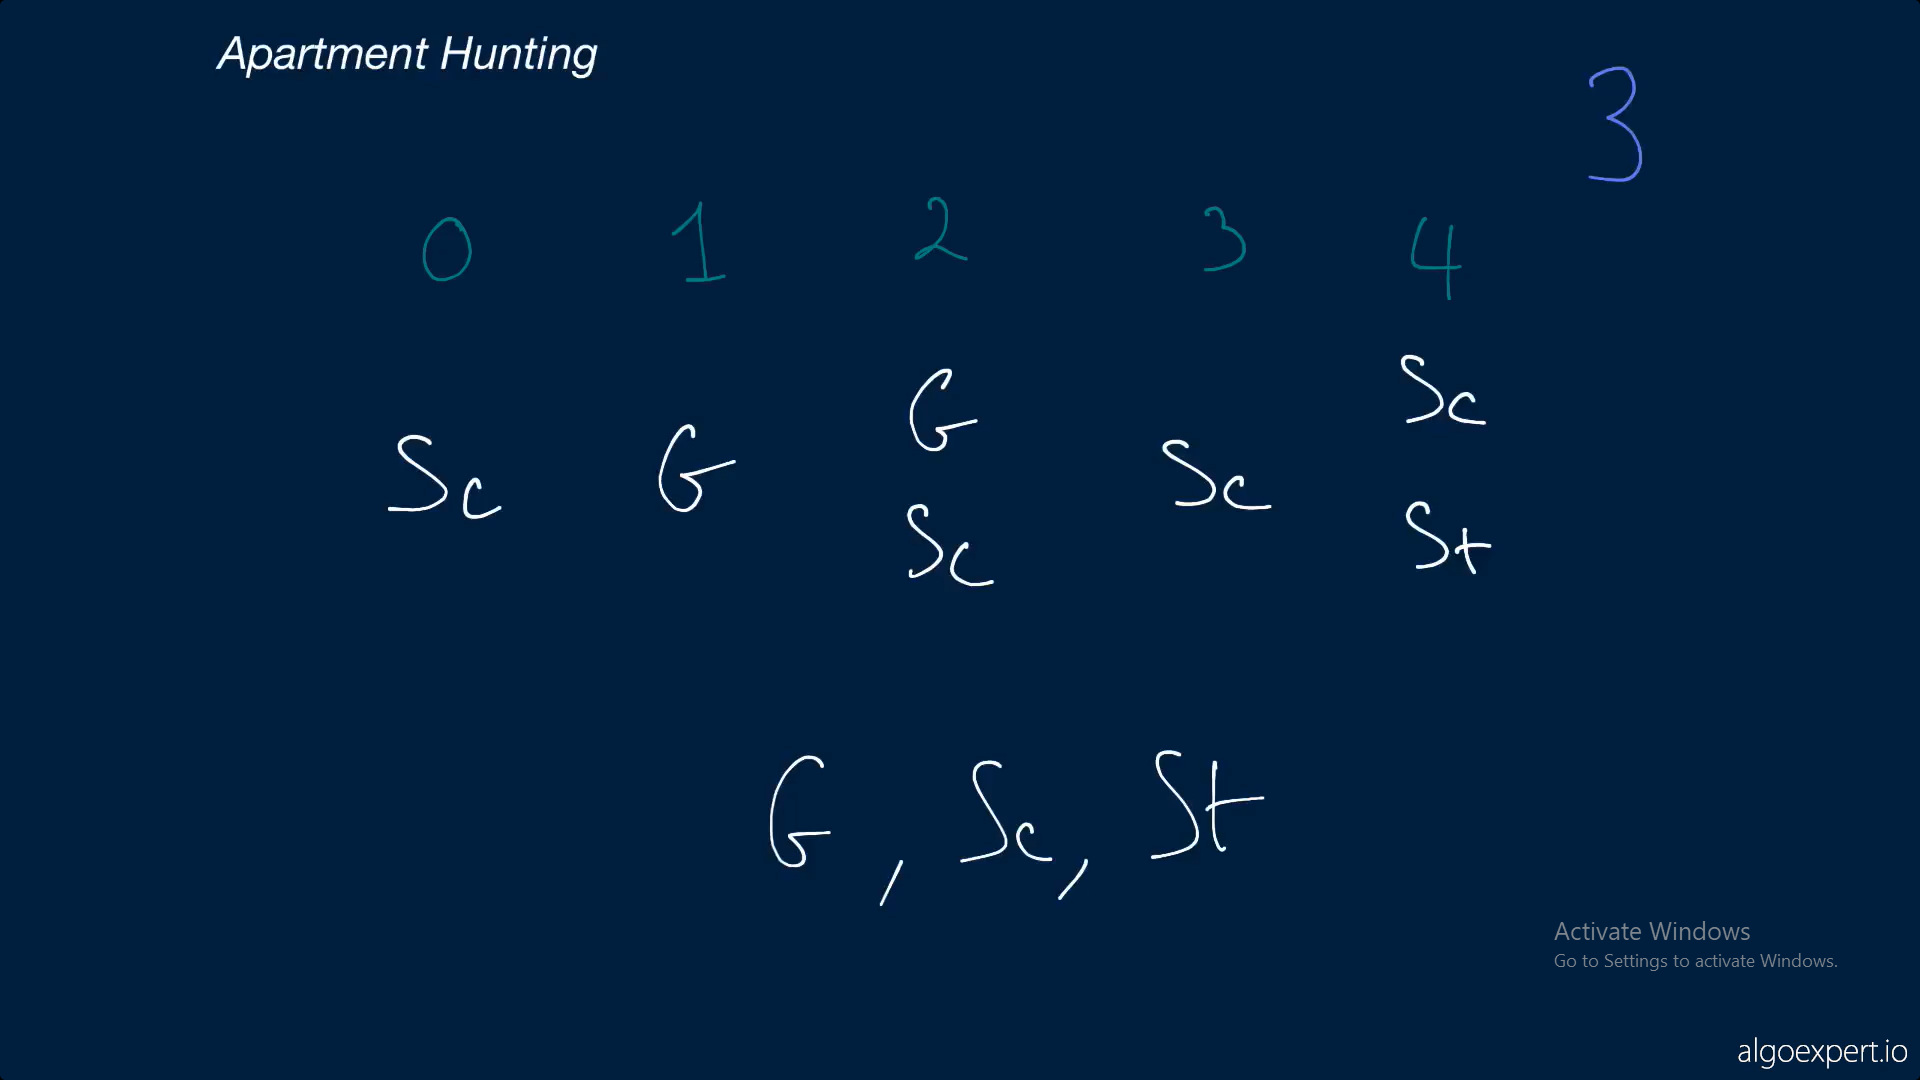 Apartment Hunting
3
0 1 2 3 4
G Sc
Sc G Sc
Sc St
G, Sc, St
Activate Windows
Go to Settings to activate Windows.
algoexpert.io